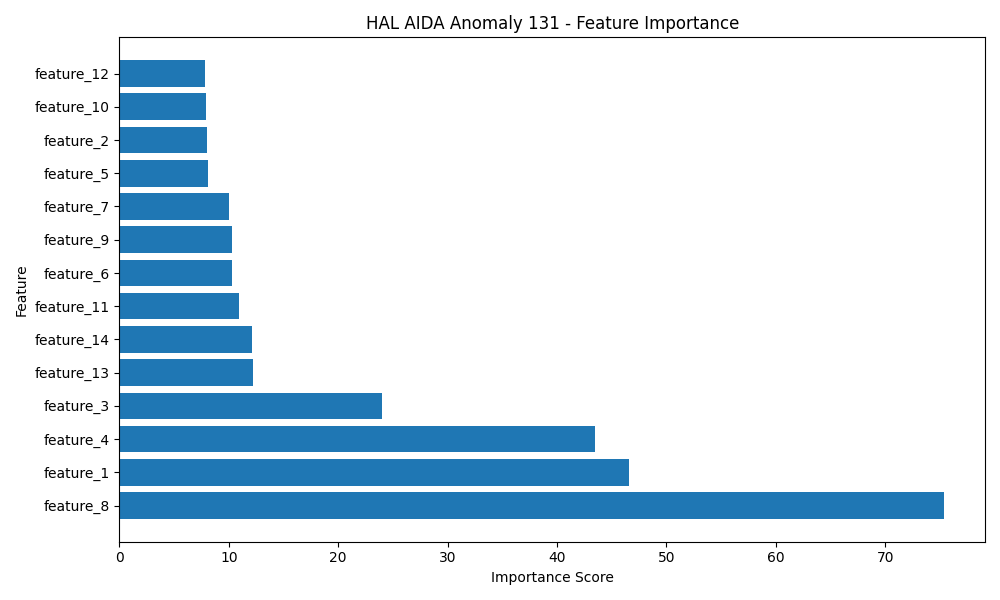 HAL AIDA Anomaly 131 - Feature Importance
feature_12
feature_10
feature_2
feature_5
feature_7
feature_9
feature_6
feature_11
feature_14
feature_13
feature_3
feature_4
feature_1
feature_8
Feature
0 10 20 30 40 50 60 70
Importance Score